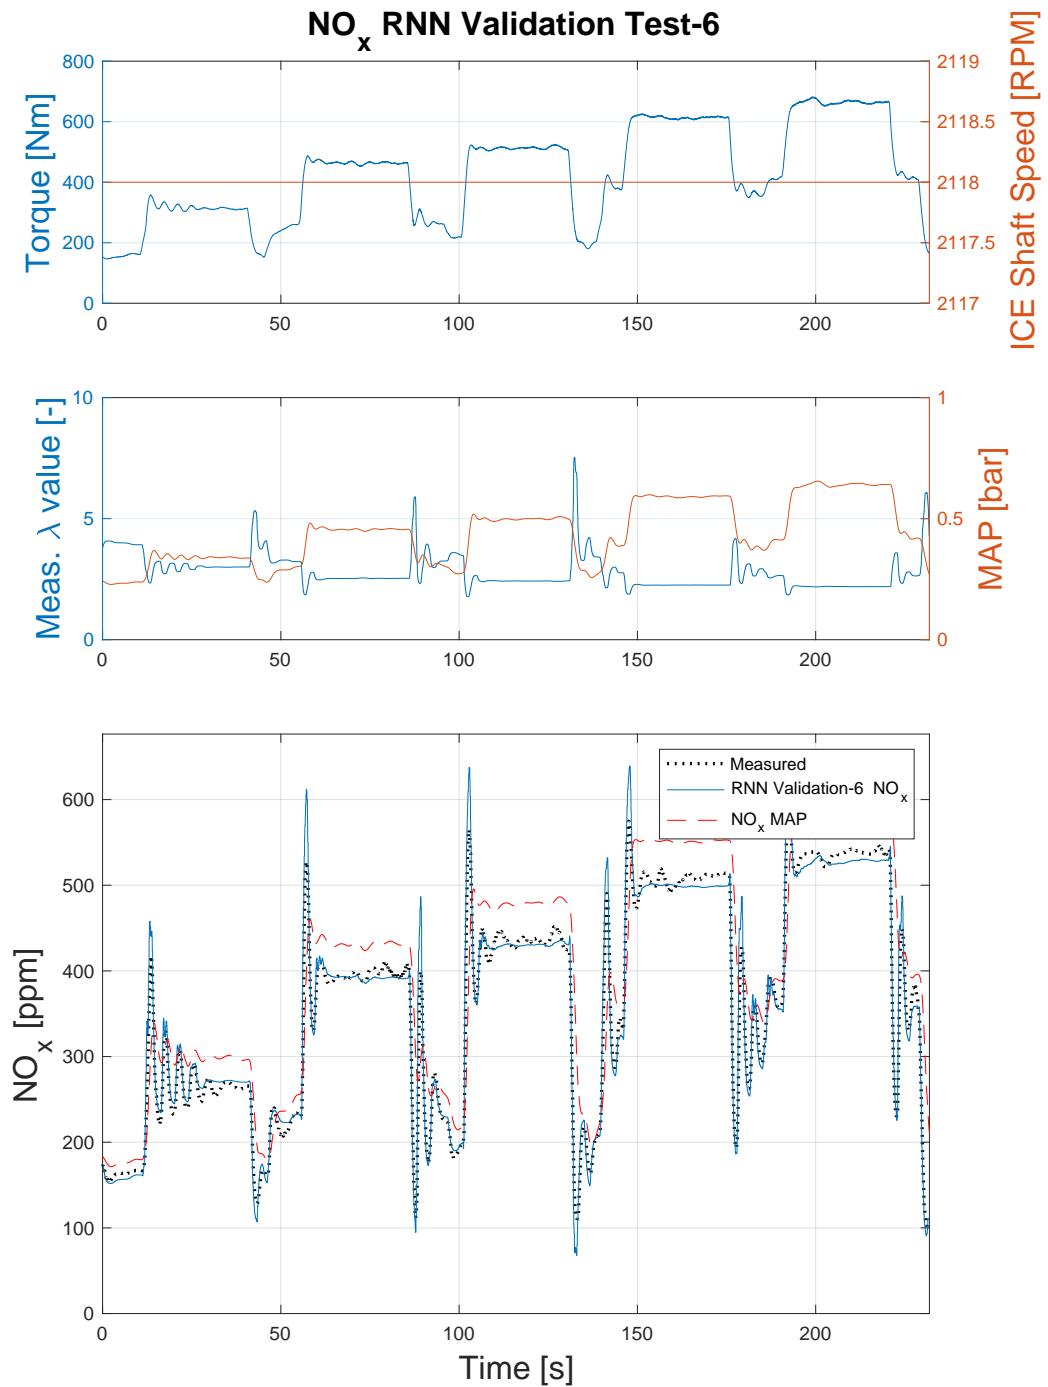 NOx RNN Validation Test-6
Torque [Nm]
800
600
400
200
0
ICE Shaft Speed [RPM]
2119
2118.5
2118
2117.5
2117
0 50 100 150 200
Meas. λ value [-]
10
5
0
MAP [bar]
1
0.5
0
0 50 100 150 200
NOx [ppm]
600
500
400
300
200
100
0
Measured
RNN Validation-6 NOx
NOx MAP
0 50 100 150 200
Time [s]